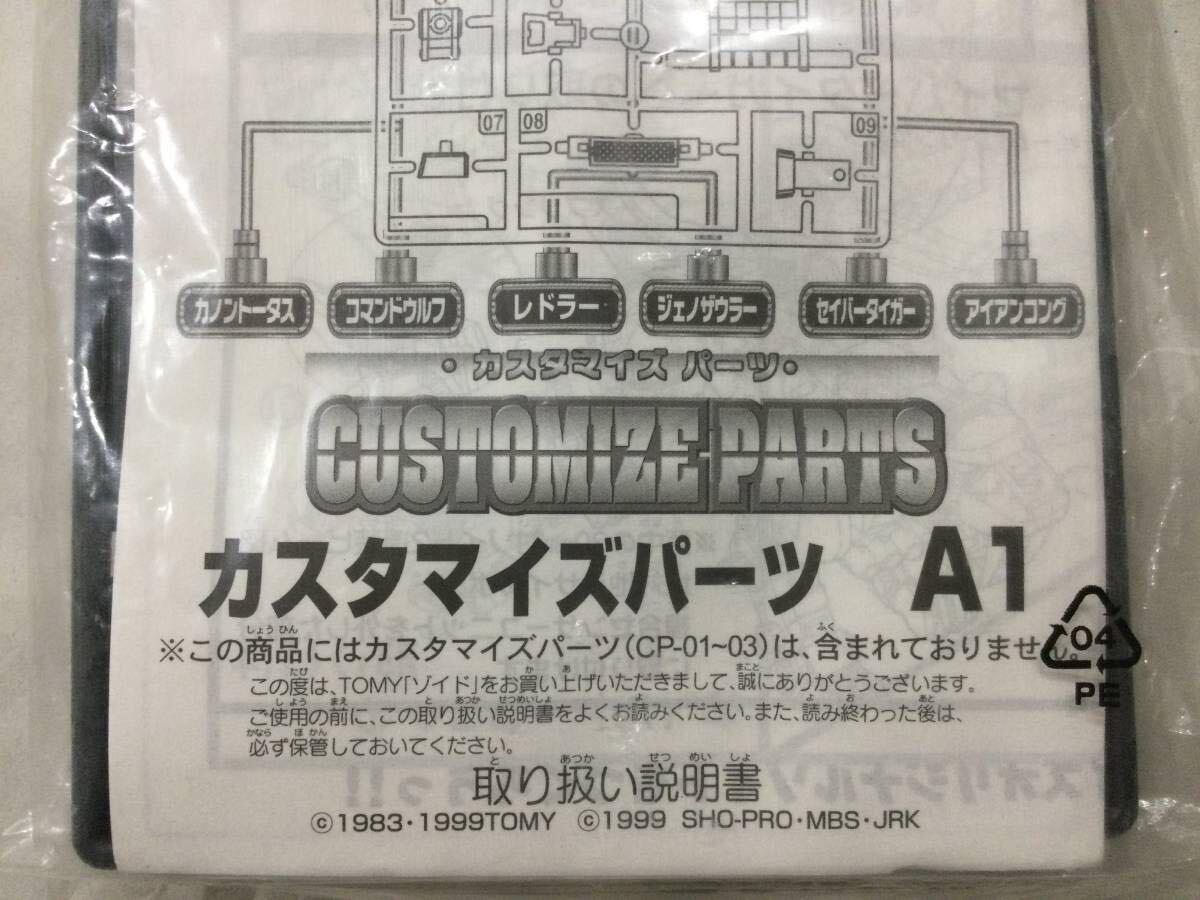 07 08 09
カノントータス コマンドウルフ レドラー ジェノザウラー セイバータイガー アイアンコング
・カスタマイズ パーツ・
CUSTOMIZE PARTS
カスタマイズパーツ A1
※この商品にはカスタマイズパーツ(CP-01~03)は、含まれておりません。
この度は、TOMY「ゾイド」をお買い上げいただきまして、誠にありがとうございます。
ご使用の前に、この取り扱い説明書をよくお読みください。また、読み終わった後は、
必ず保管しておいてください。
取り扱い説明書
©1983・1999TOMY ©1999 SHO-PRO・MBS・JRK
04
PE